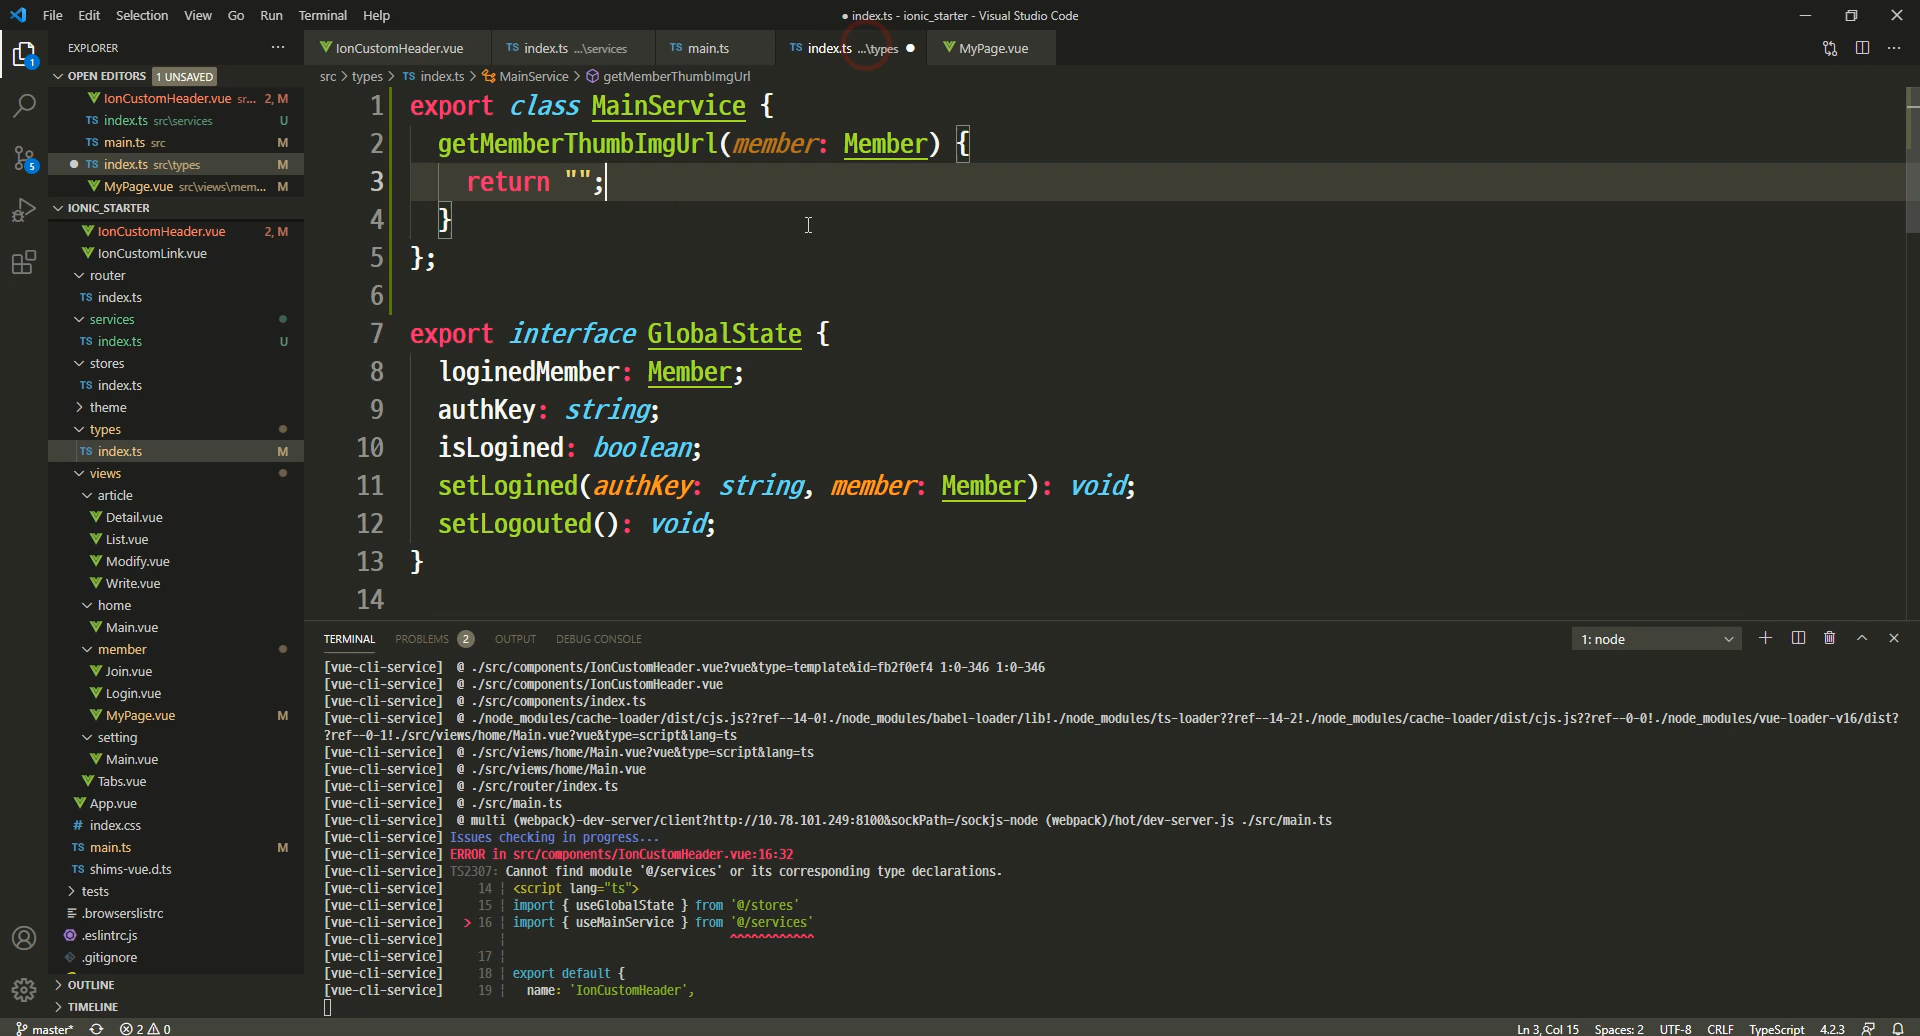 File Edit Selection View Go Run Terminal Help
● index.ts - ionic_starter - Visual Studio Code
EXPLORER
OPEN EDITORS 1 UNSAVED
IonCustomHeader.vue sr... 2, M
index.ts src\services U
main.ts src M
index.ts src\types M
MyPage.vue src\views\mem... M
IONIC_STARTER
IonCustomHeader.vue 2, M
IonCustomLink.vue
router
index.ts
services
index.ts U
stores
index.ts
theme
types
index.ts M
views
article
Detail.vue
List.vue
Modify.vue
Write.vue
home
Main.vue
member
Join.vue
Login.vue
MyPage.vue M
setting
Main.vue
Tabs.vue
App.vue
index.css
main.ts M
shims-vue.d.ts
tests
.browserslistrc
.eslintrc.js
.gitignore
OUTLINE
TIMELINE
IonCustomHeader.vue index.ts ...\services main.ts index.ts ...\types ● MyPage.vue
src > types > TS index.ts > MainService > getMemberThumbImgUrl
1 export class MainService {
2 getMemberThumbImgUrl(member: Member) {
3 return "";
4 }
5 };
6
7 export interface GlobalState {
8 loginedMember: Member;
9 authKey: string;
10 isLogined: boolean;
11 setLogined(authKey: string, member: Member): void;
12 setLogouted(): void;
13 }
14
TERMINAL PROBLEMS 2 OUTPUT DEBUG CONSOLE 1: node
[vue-cli-service] @ ./src/components/IonCustomHeader.vue?vue&type=template&id=fb2f0ef4 1:0-346 1:0-346
[vue-cli-service] @ ./src/components/IonCustomHeader.vue
[vue-cli-service] @ ./src/components/index.ts
[vue-cli-service] @ ./node_modules/cache-loader/dist/cjs.js??ref--14-0!./node_modules/babel-loader/lib!./node_modules/ts-loader??ref--14-2!./node_modules/cache-loader/dist/cjs.js??ref--0-0!./node_modules/vue-loader-v16/dist?
?ref--0-1!./src/views/home/Main.vue?vue&type=script&lang=ts
[vue-cli-service] @ ./src/views/home/Main.vue?vue&type=script&lang=ts
[vue-cli-service] @ ./src/views/home/Main.vue
[vue-cli-service] @ ./src/router/index.ts
[vue-cli-service] @ ./src/main.ts
[vue-cli-service] @ multi (webpack)-dev-server/client?http://10.78.101.249:8100&sockPath=/sockjs-node (webpack)/hot/dev-server.js ./src/main.ts
[vue-cli-service] Issues checking in progress...
[vue-cli-service] ERROR in src/components/IonCustomHeader.vue:16:32
[vue-cli-service] TS2307: Cannot find module '@/services' or its corresponding type declarations.
[vue-cli-service] 14 | <script lang="ts">
[vue-cli-service] 15 | import { useGlobalState } from '@/stores'
[vue-cli-service] > 16 | import { useMainService } from '@/services'
[vue-cli-service] | ^^^^^^^^^^^^
[vue-cli-service] 17 |
[vue-cli-service] 18 | export default {
[vue-cli-service] 19 | name: 'IonCustomHeader',
master* 2 0 Ln 3, Col 15 Spaces: 2 UTF-8 CRLF TypeScript 4.2.3
1
5